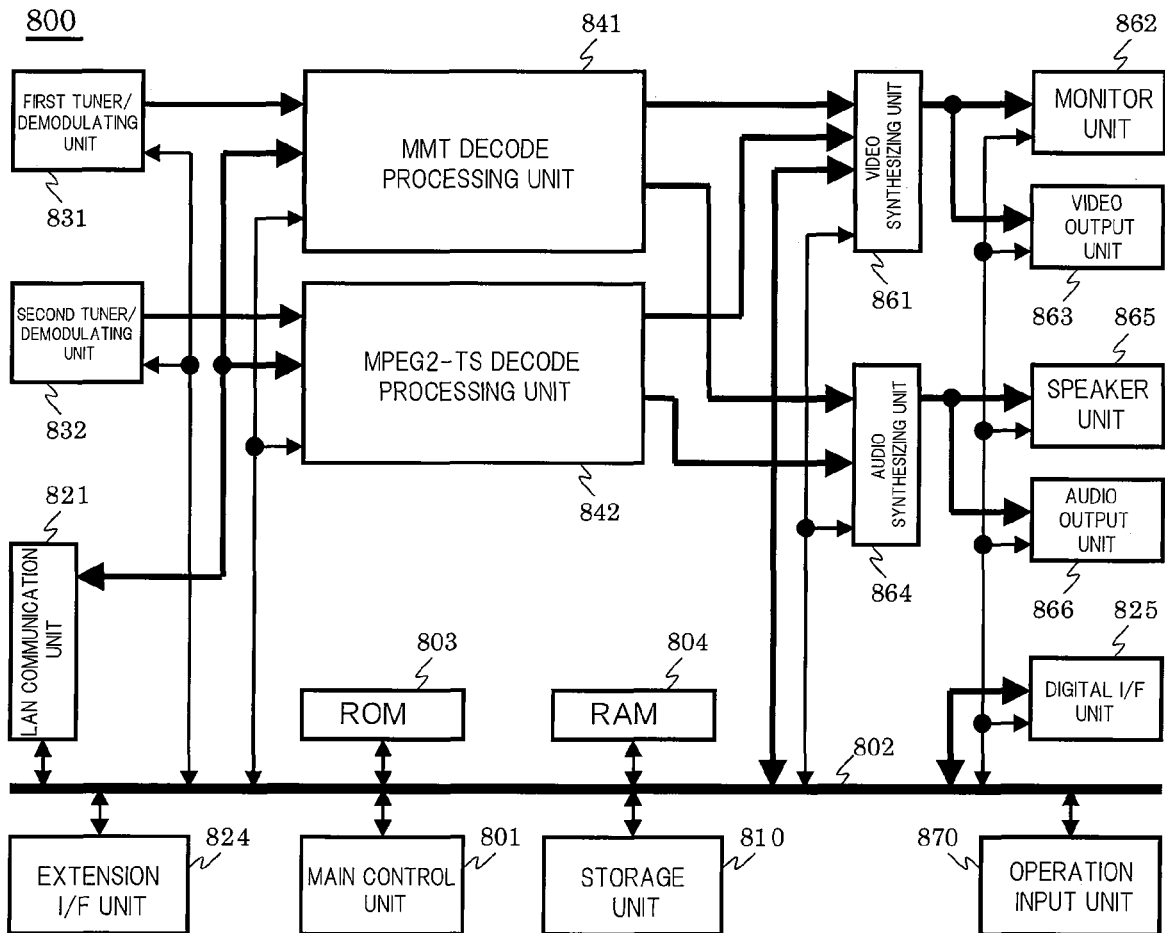 800
841
862
FIRST TUNER/
DEMODULATING
UNIT
831
MMT DECODE
PROCESSING UNIT
VIDEO
SYNTHESIZING UNIT
861
MONITOR
UNIT
VIDEO
OUTPUT
UNIT
863
SECOND TUNER/
DEMODULATING
UNIT
832
MPEG2-TS DECODE
PROCESSING UNIT
842
AUDIO
SYNTHESIZING UNIT
864
865
SPEAKER
UNIT
AUDIO
OUTPUT
UNIT
866
821
LAN COMMUNICATION
UNIT
803
ROM
804
RAM
825
DIGITAL I/F
UNIT
802
EXTENSION
I/F UNIT
824
MAIN CONTROL
UNIT
801
STORAGE
UNIT
810
870
OPERATION
INPUT UNIT